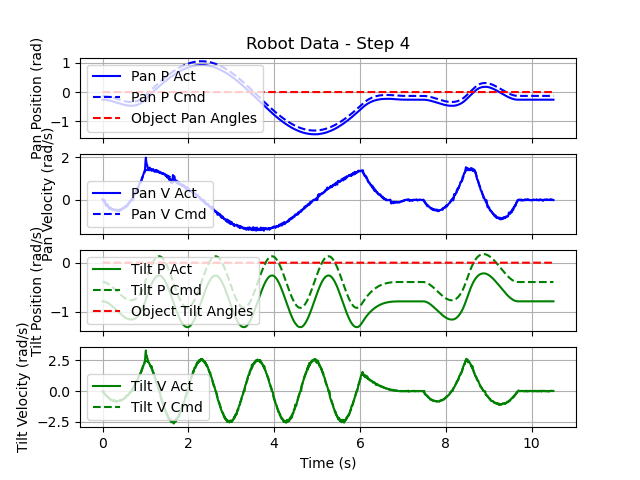 Robot Data - Step 4
Pan Position (rad)
1
0
−1
Pan P Act
Pan P Cmd
Object Pan Angles
Pan Velocity (rad/s)
2
0
Pan V Act
Pan V Cmd
Tilt Position (rad/s)
0
−1
Tilt P Act
Tilt P Cmd
Object Tilt Angles
Tilt Velocity (rad/s)
2.5
0.0
−2.5
Tilt V Act
Tilt V Cmd
0 2 4 6 8 10
Time (s)